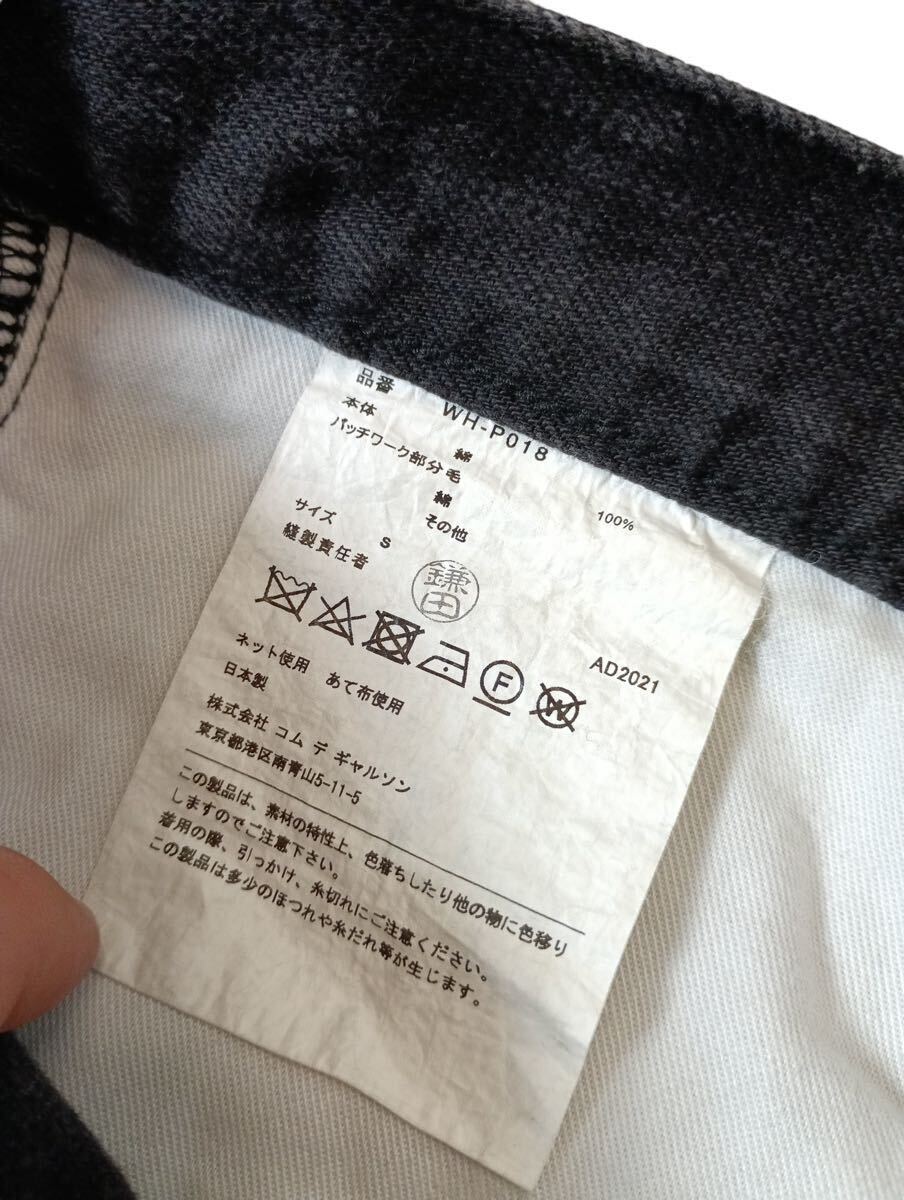 品番 WH-P018
本体 綿 100%
パッチワーク部分毛
綿
その他
サイズ S
縫製責任者 鎌田
F W AD2021
ネット使用 あて布使用
日本製
株式会社 コム デ ギャルソン
東京都港区南青山5-11-5
この製品は、素材の特性上、色落ちしたり他の物に色移り
しますのでご注意下さい。
着用の際、引っかけ、糸切れにご注意ください。
この製品は多少のほつれや糸だれ等が生じます。